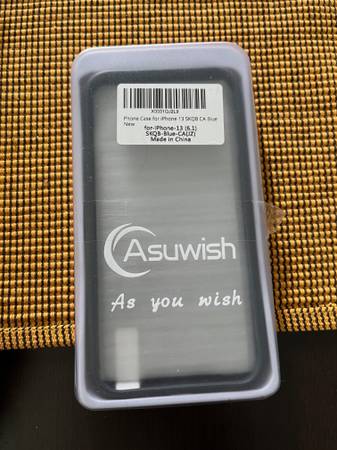 Phone Case for iPhone 13 SKQB CA Blue
New
for-iPhone-13 (6.1)
SKQB-Blue-CA(JZ)
Made in China
Asuwish
As you wish